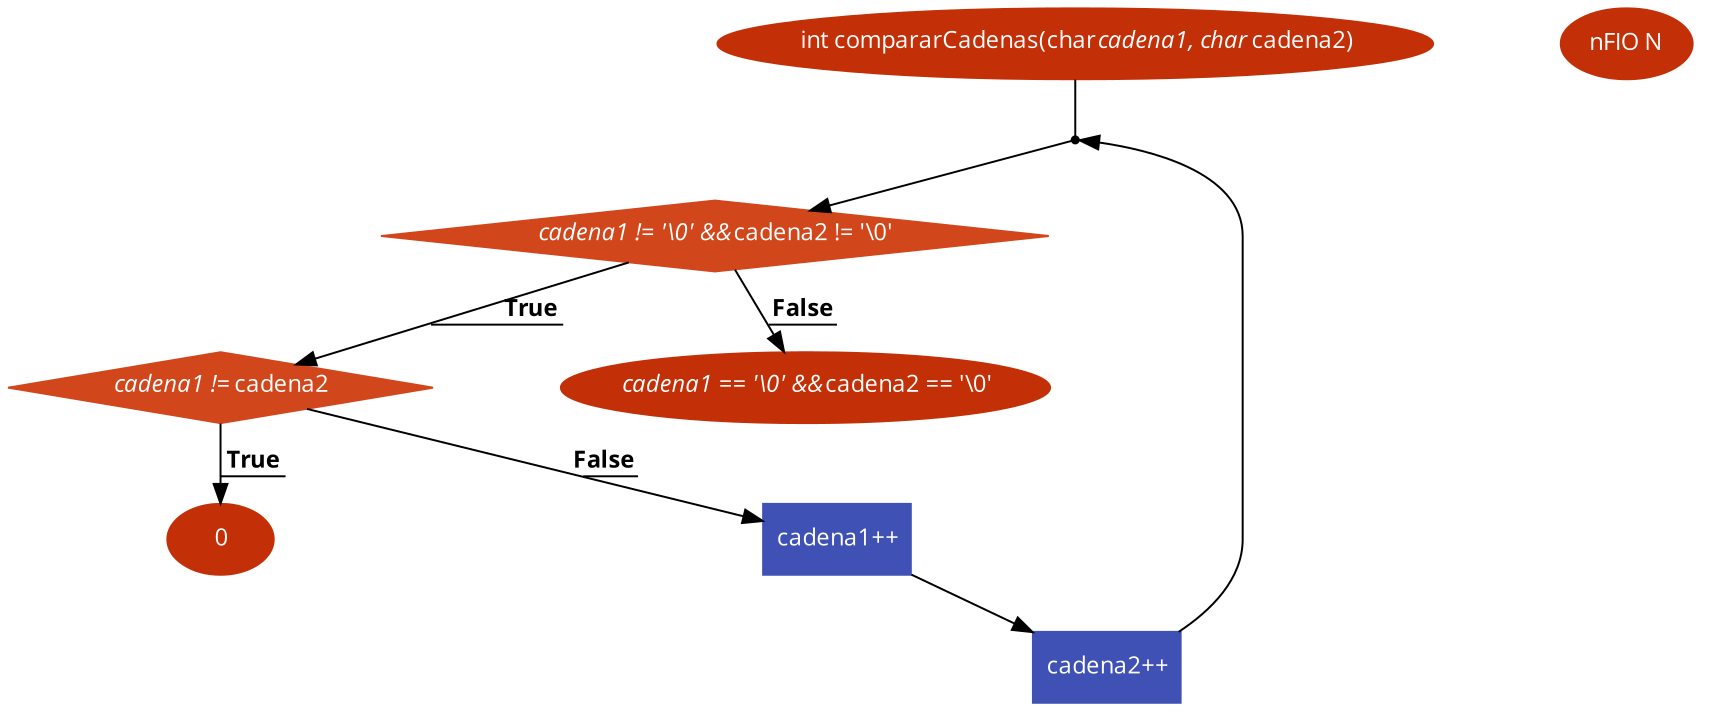 int compararCadenas(char cadena1, char cadena2)
nFIO N
cadena1 != '\0' && cadena2 != '\0'
True
False
cadena1 != cadena2
cadena1 == '\0' && cadena2 == '\0'
True
False
0
cadena1++
cadena2++